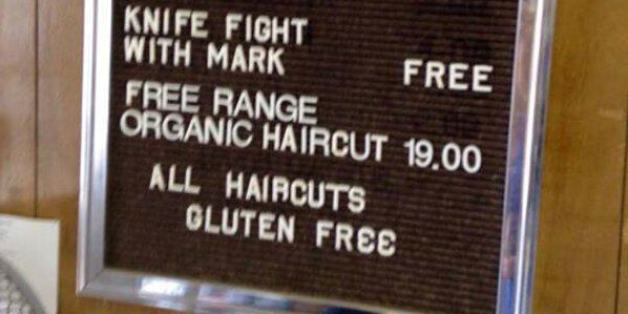 KNIFE FIGHT
WITH MARK FREE
FREE RANGE
ORGANIC HAIRCUT 19.00
ALL HAIRCUTS
GLUTEN FREE